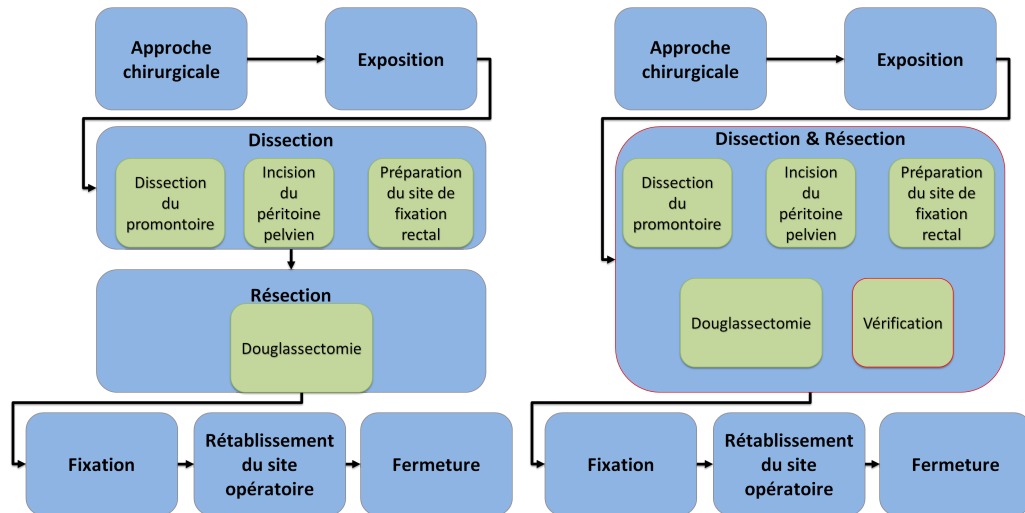 Approche
chirurgicale
Exposition
Dissection
Dissection
du
promontoire
Incision
du
péritoine
pelvien
Préparation
du site de
fixation
rectal
Résection
Douglassectomie
Fixation
Rétablissement
du site
opératoire
Fermeture
Approche
chirurgicale
Exposition
Dissection & Résection
Dissection
du
promontoire
Incision
du
péritoine
pelvien
Préparation
du site de
fixation
rectal
Douglassectomie
Vérification
Fixation
Rétablissement
du site
opératoire
Fermeture